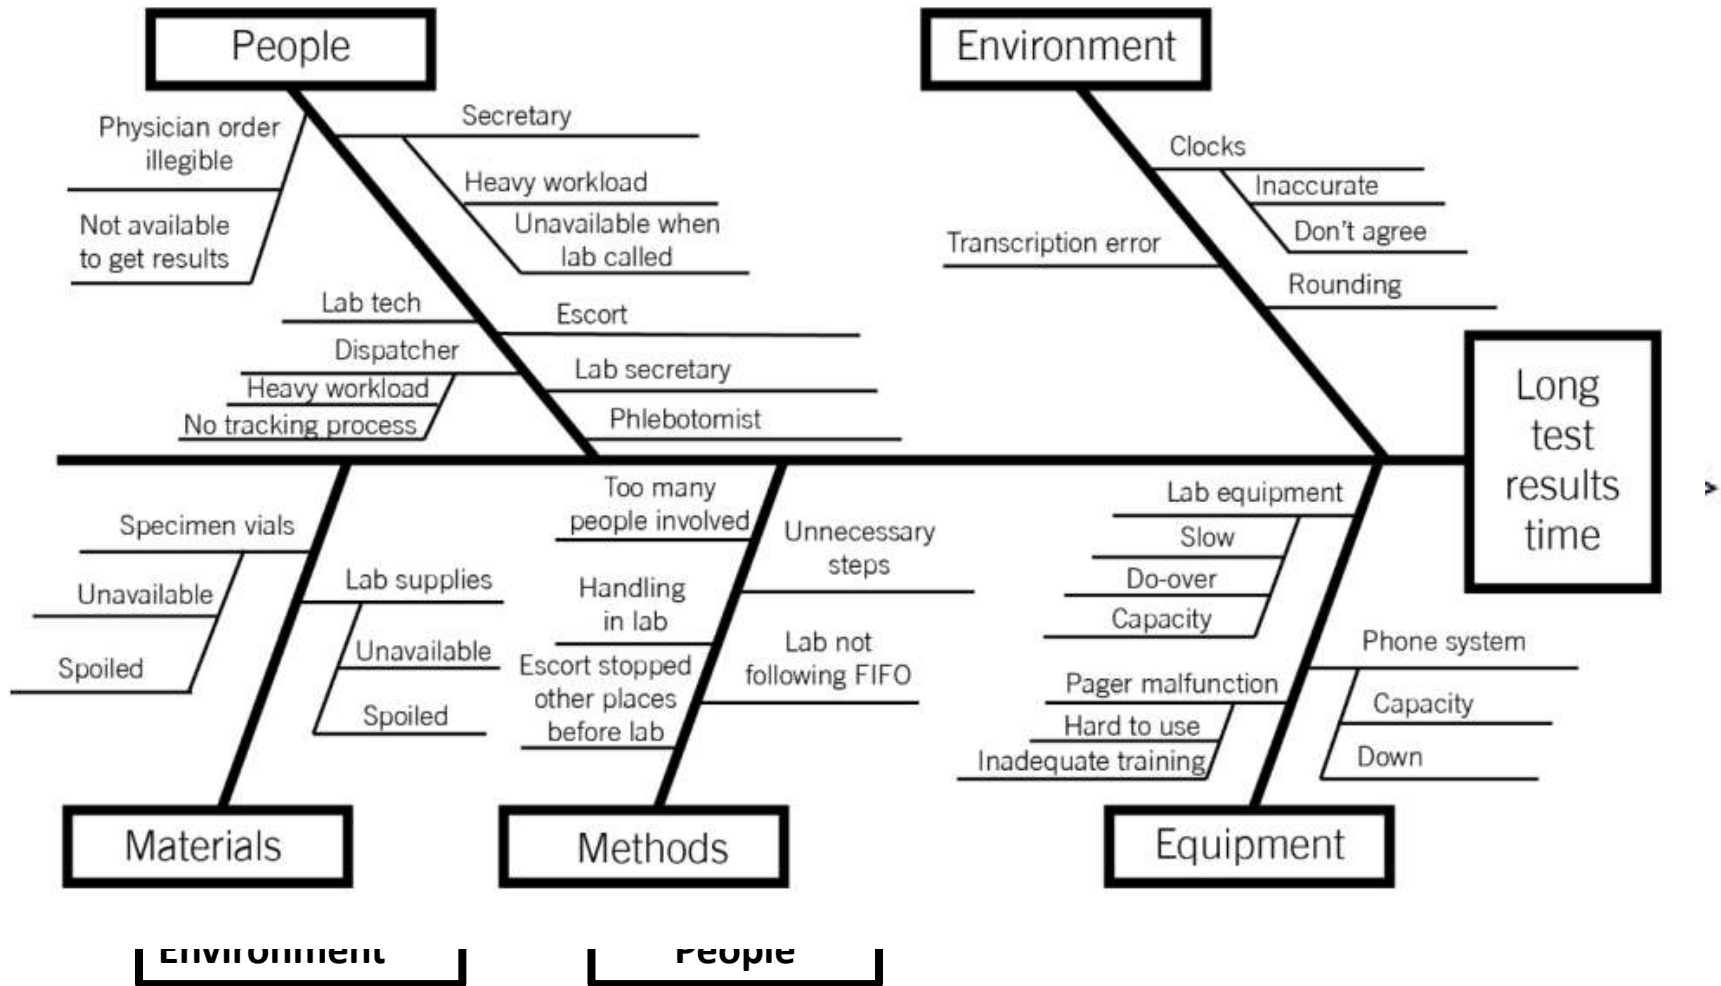 People
Environment
Physician order
illegible
Not available
to get results
Secretary
Heavy workload
Unavailable when
lab called
Lab tech
Dispatcher
Heavy workload
No tracking process
Escort
Lab secretary
Phlebotomist
Clocks
Inaccurate
Don't agree
Transcription error
Rounding
Long
test
results
time
Specimen vials
Unavailable
Spoiled
Lab supplies
Unavailable
Spoiled
Too many
people involved
Handling
in lab
Escort stopped
other places
before lab
Unnecessary
steps
Lab not
following FIFO
Lab equipment
Slow
Do-over
Capacity
Pager malfunction
Hard to use
Inadequate training
Phone system
Capacity
Down
Materials
Methods
Equipment
Environment
People